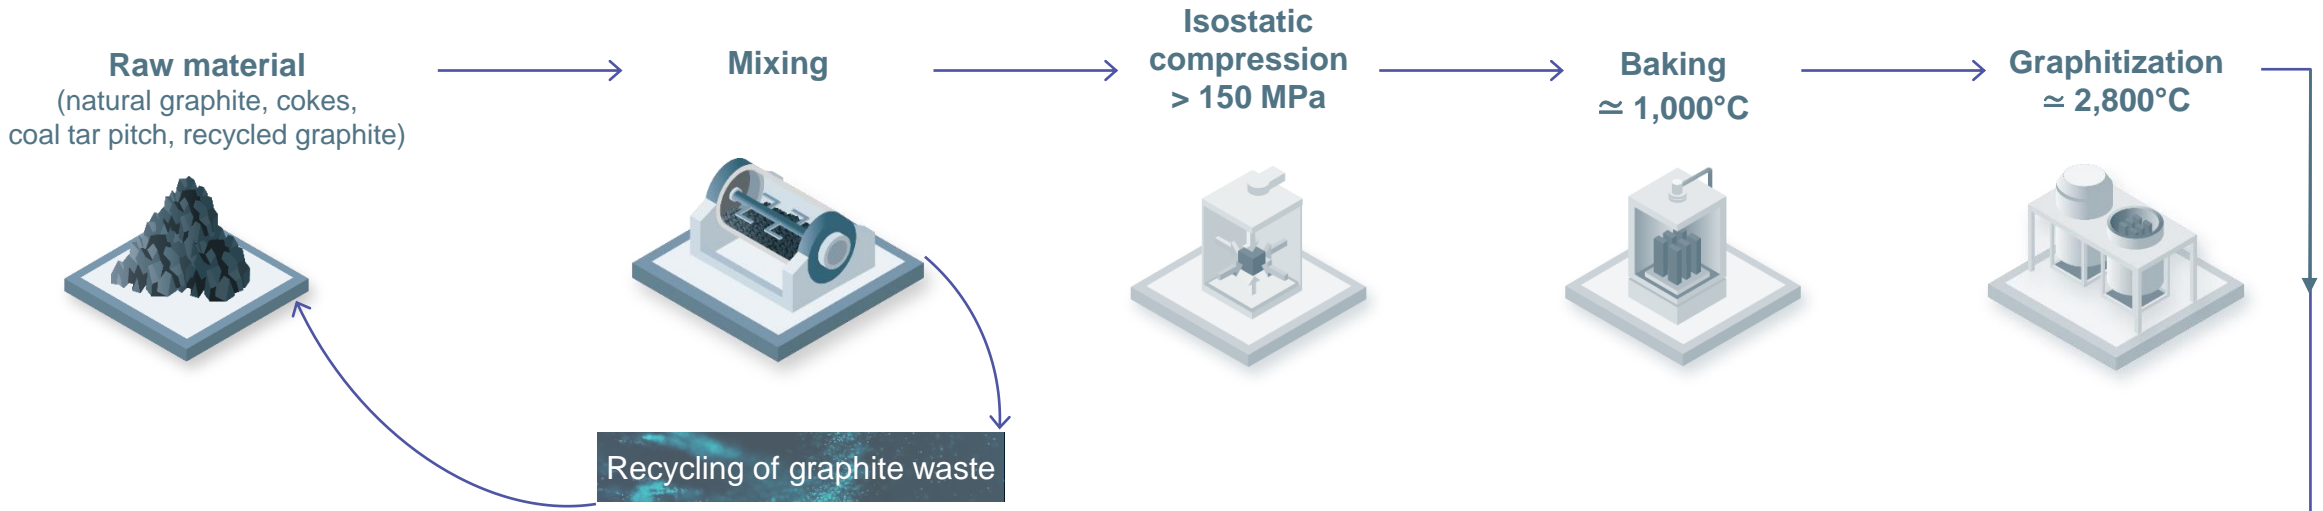 Raw material
(natural graphite, cokes,
coal tar pitch, recycled graphite)
Mixing
Isostatic
compression
> 150 MPa
Baking
≃ 1,000°C
Graphitization
≃ 2,800°C
Recycling of graphite waste